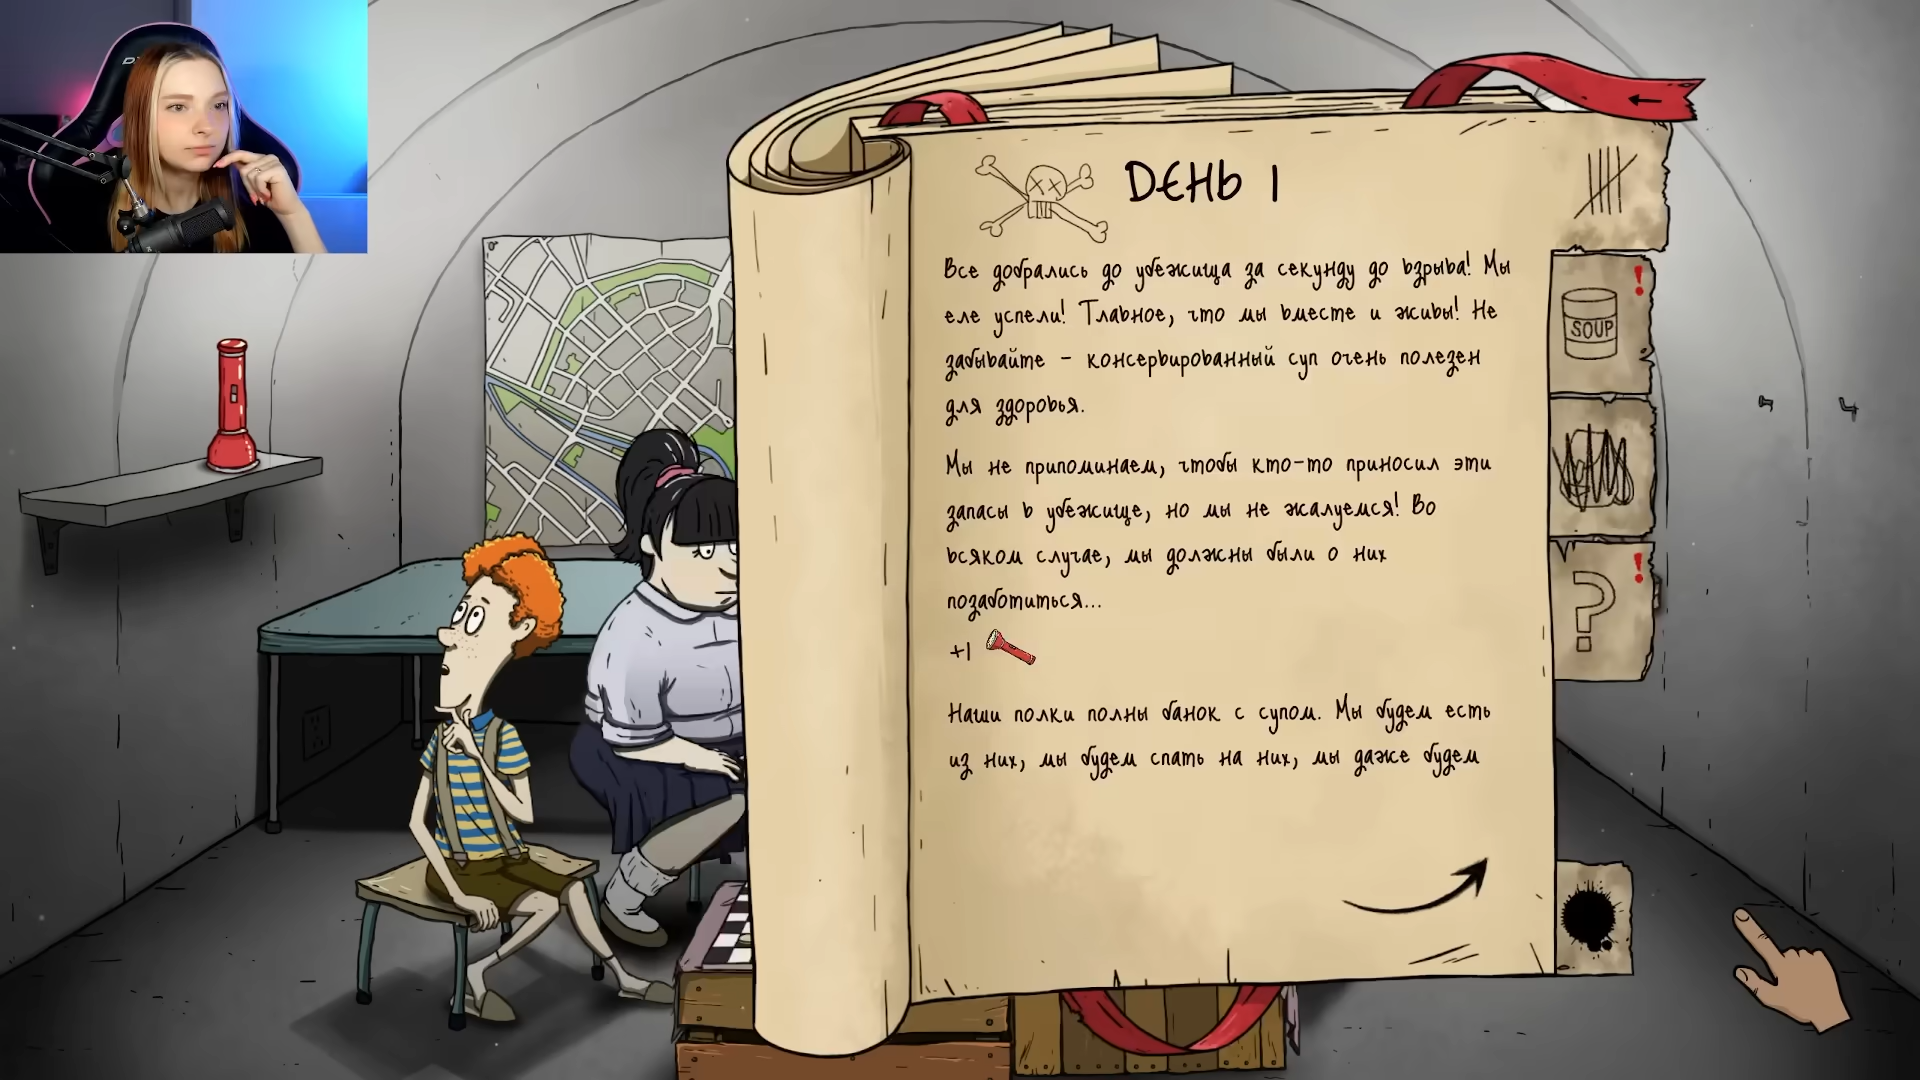 ДЕНЬ 1
Все добрались до убежища за секунду до взрыва! Мы
еле успели! Главное, что мы вместе и живы! Не
забывайте – консервированный суп очень полезен
для здоровья.
Мы не припоминаем, чтобы кто-то приносил эти
запасы в убежище, но мы не жалуемся! Во
всяком случае, мы должны были о них
позаботиться...
+1
Наши полки полны банок с супом. Мы будем есть
из них, мы будем спать на них, мы даже будем
SOUP
!
?
!